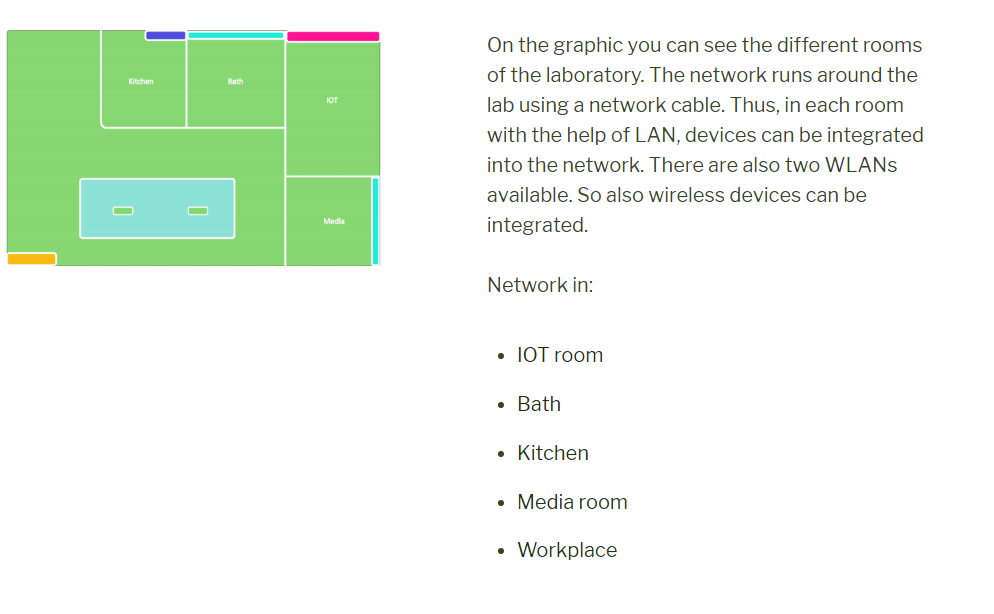 Kitchen
Bath
IOT
Media
On the graphic you can see the different rooms
of the laboratory. The network runs around the
lab using a network cable. Thus, in each room
with the help of LAN, devices can be integrated
into the network. There are also two WLANs
available. So also wireless devices can be
integrated.
Network in:
IOT room
Bath
Kitchen
Media room
Workplace